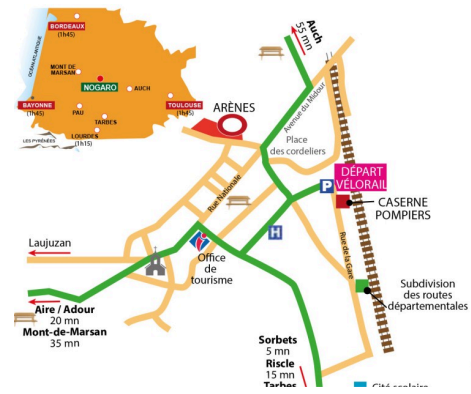 BORDEAUX
(1h45)
OCÉAN ATLANTIQUE
MONT DE
MARSAN
NOGARO
AUCH
BAYONNE
(1h45)
PAU
TARBES
TOULOUSE
(1h45)
LOURDES
(1h15)
LES PYRÉNÉES
Auch
55 mn
ARÈNES
Avenue du Midour
Place
des cordeliers
DÉPART
VÉLORAIL
P
CASERNE
POMPIERS
Rue Nationale
H
Rue de la Gare
Laujuzan
Office
de
tourisme
Subdivision
des routes
départementales
Aire / Adour
20 mn
Mont-de-Marsan
35 mn
Sorbets
5 mn
Riscle
15 mn
Tarbes
Cité scolaire